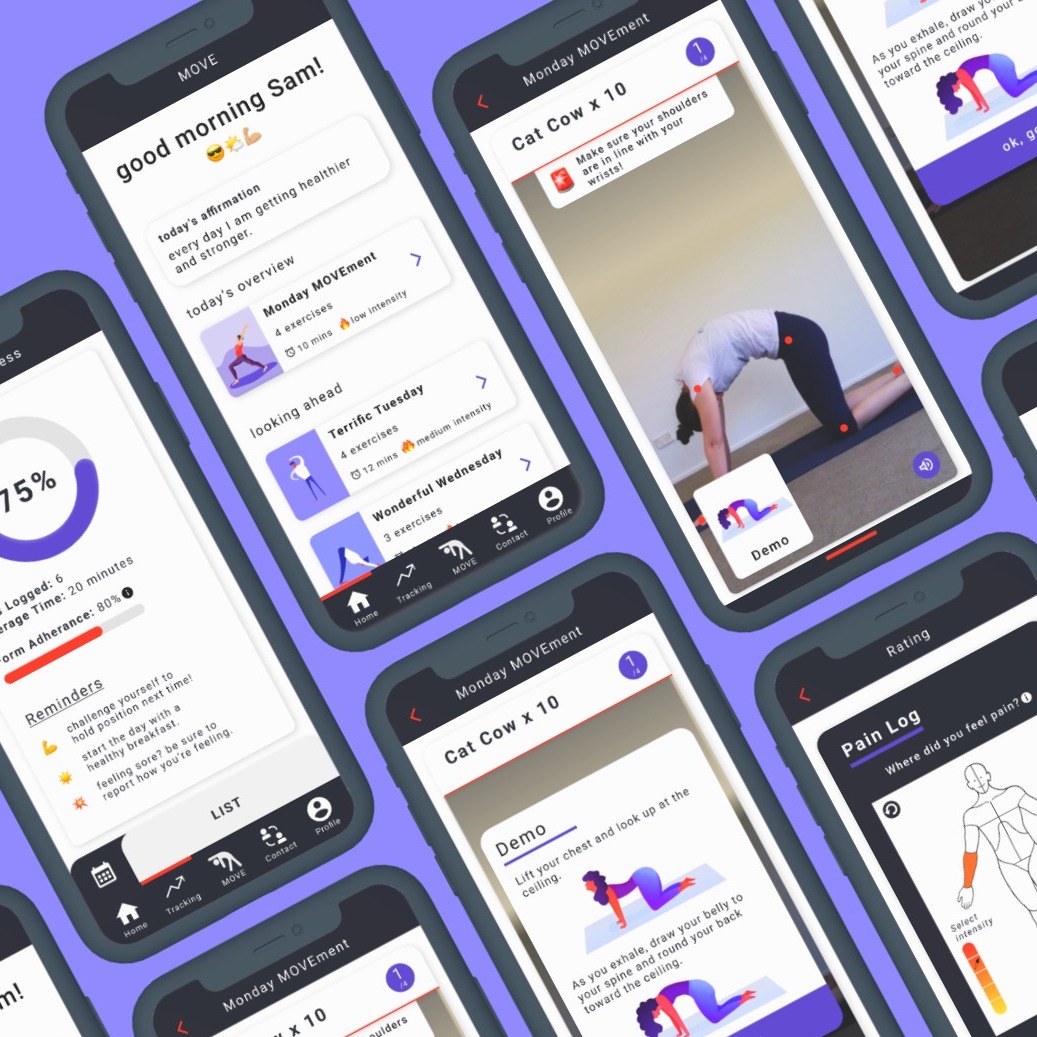 MOVE
good morning Sam!
today's affirmation
every day I am getting healthier
and stronger.
today's overview
Monday MOVEment
4 exercises
10 mins
low intensity
looking ahead
Terrific Tuesday
4 exercises
12 mins
medium intensity
Wonderful Wednesday
3 exercises
Home
Tracking
MOVE
Contact
Profile
Monday MOVEment
Cat Cow x 10
1
/4
Make sure your shoulders
are in line with your
wrists!
Demo
As you exhale, draw yo
your spine and round your
toward the ceiling.
ok, g
ess
75%
Logged: 6
erage Time: 20 minutes
orm Adherance: 80%
Reminders
challenge yourself to
hold position next time!
start the day with a
healthy breakfast.
feeling sore? be sure to
report how you're feeling.
LIST
Home
Tracking
MOVE
Contact
Profile
Monday MOVEment
Cat Cow x 10
1
/4
Demo
Lift your chest and look up at the
ceiling.
As you exhale, draw your belly to
your spine and round your back
toward the ceiling.
Rating
Pain Log
Where did you feel pain?
Select
intensity
m!
Monday MOVEment
w x 10
1
/4
oulders